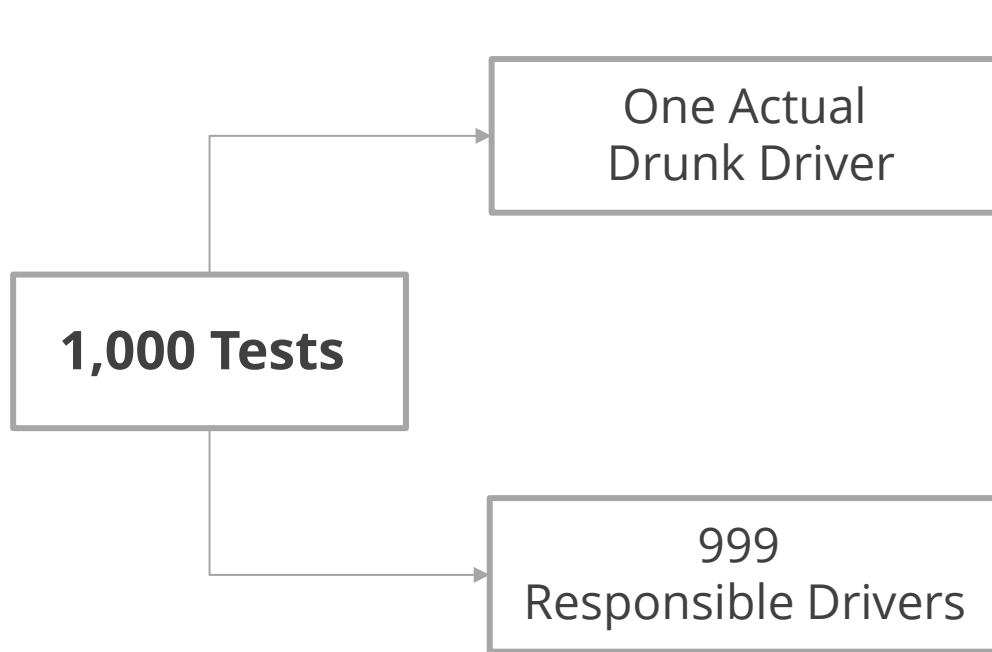 One Actual
Drunk Driver
1,000 Tests
999
Responsible Drivers